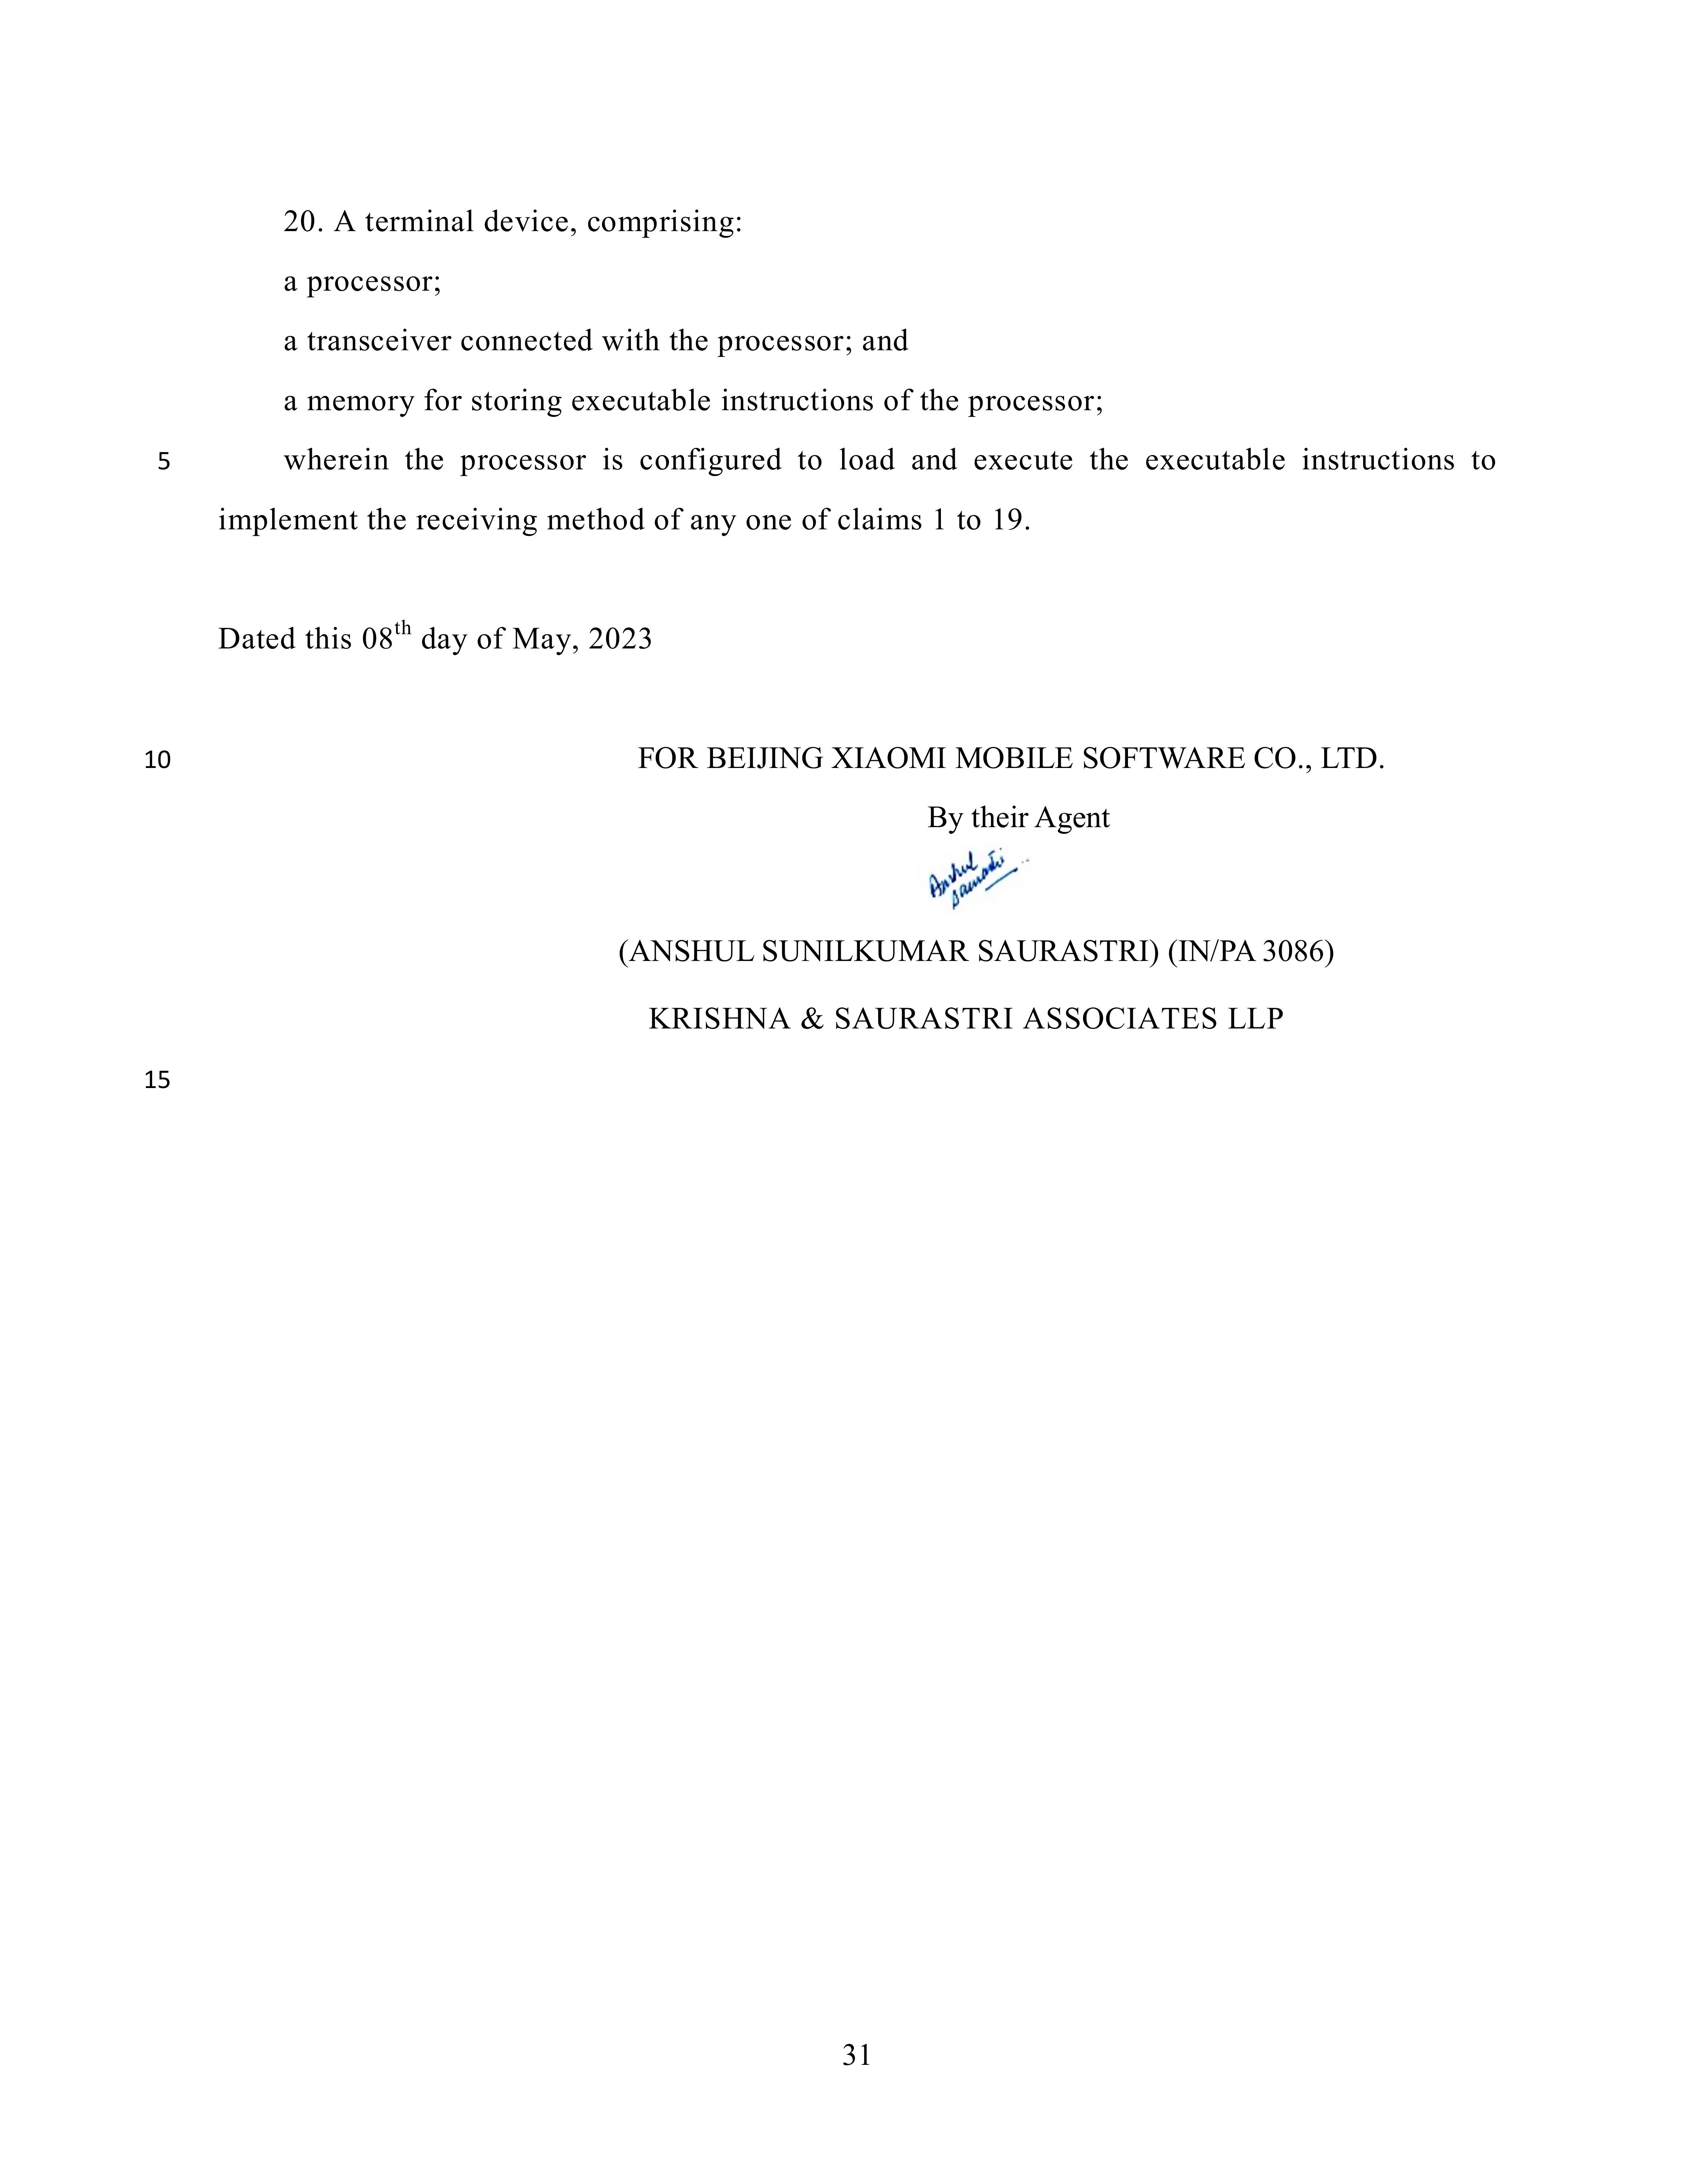 20. A terminal device, comprising:
a processor;
a transceiver connected with the processor; and
a memory for storing executable instructions of the processor;
5 wherein the processor is configured to load and execute the executable instructions to
implement the receiving method of any one of claims 1 to 19.
Dated this 08th day of May, 2023
10 FOR BEIJING XIAOMI MOBILE SOFTWARE CO., LTD.
By their Agent
Anshul
Saurastri
(ANSHUL SUNILKUMAR SAURASTRI) (IN/PA 3086)
KRISHNA & SAURASTRI ASSOCIATES LLP
15
31